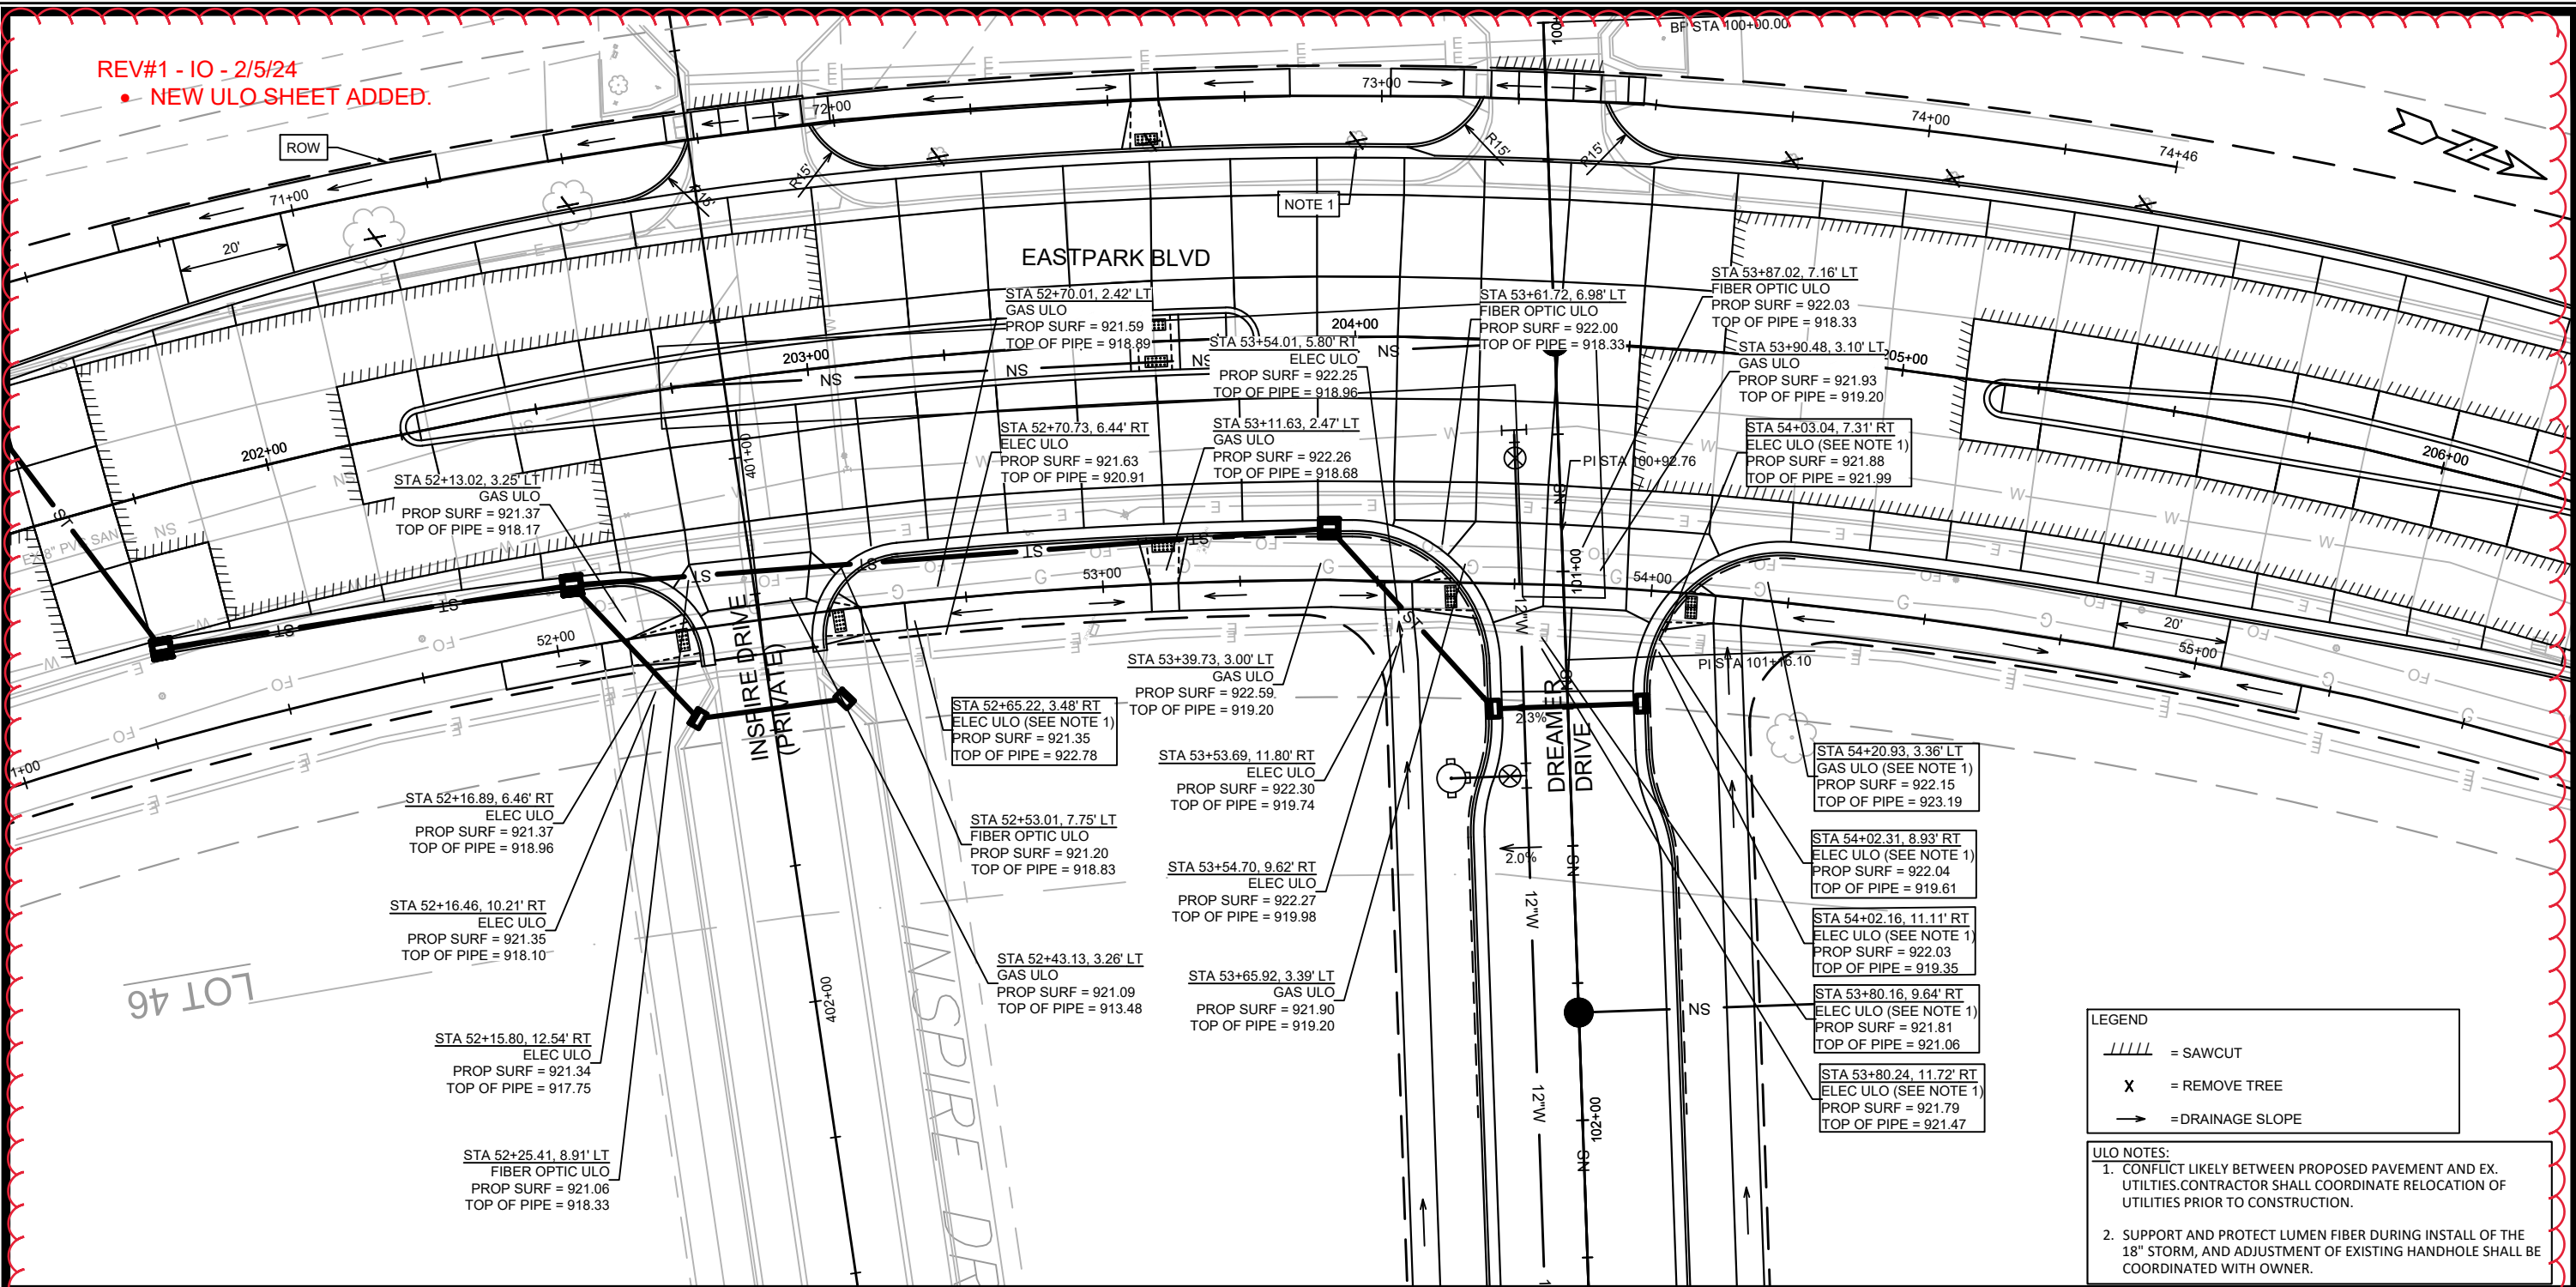 REV#1 - IO - 2/5/24
• NEW ULO SHEET ADDED.
BP STA 100+00.00
100+
ROW
71+00
72+00
73+00
74+00
74+46
20'
R15'
R15'
R15'
R15'
NOTE 1
EASTPARK BLVD
202+00
203+00
204+00
205+00
206+00
STA 52+70.01, 2.42' LT
GAS ULO
PROP SURF = 921.59
TOP OF PIPE = 918.89
STA 53+54.01, 5.80' RT
ELEC ULO
PROP SURF = 922.25
TOP OF PIPE = 918.96
STA 53+61.72, 6.98' LT
FIBER OPTIC ULO
PROP SURF = 922.00
TOP OF PIPE = 918.33
STA 53+87.02, 7.16' LT
FIBER OPTIC ULO
PROP SURF = 922.03
TOP OF PIPE = 918.33
STA 53+90.48, 3.10' LT
GAS ULO
PROP SURF = 921.93
TOP OF PIPE = 919.20
STA 52+70.73, 6.44' RT
ELEC ULO
PROP SURF = 921.63
TOP OF PIPE = 920.91
STA 53+11.63, 2.47' LT
GAS ULO
PROP SURF = 922.26
TOP OF PIPE = 918.68
STA 54+03.04, 7.31' RT
ELEC ULO (SEE NOTE 1)
PROP SURF = 921.88
TOP OF PIPE = 921.99
STA 52+13.02, 3.25' LT
GAS ULO
PROP SURF = 921.37
TOP OF PIPE = 918.17
401+00
PI STA 100+92.76
EX 8" PVC SAN
101+00
52+00
53+00
54+00
55+00
20'
12"W
PI STA 101+16.10
INSPIRE DRIVE
(PRIVATE)
DREAMER
DRIVE
2.3%
2.0%
1+00
STA 53+39.73, 3.00' LT
GAS ULO
PROP SURF = 922.59
TOP OF PIPE = 919.20
STA 52+65.22, 3.48' RT
ELEC ULO (SEE NOTE 1)
PROP SURF = 921.35
TOP OF PIPE = 922.78
STA 53+53.69, 11.80' RT
ELEC ULO
PROP SURF = 922.30
TOP OF PIPE = 919.74
STA 54+20.93, 3.36' LT
GAS ULO (SEE NOTE 1)
PROP SURF = 922.15
TOP OF PIPE = 923.19
STA 52+16.89, 6.46' RT
ELEC ULO
PROP SURF = 921.37
TOP OF PIPE = 918.96
STA 52+53.01, 7.75' LT
FIBER OPTIC ULO
PROP SURF = 921.20
TOP OF PIPE = 918.83
STA 54+02.31, 8.93' RT
ELEC ULO (SEE NOTE 1)
PROP SURF = 922.04
TOP OF PIPE = 919.61
STA 53+54.70, 9.62' RT
ELEC ULO
PROP SURF = 922.27
TOP OF PIPE = 919.98
STA 52+16.46, 10.21' RT
ELEC ULO
PROP SURF = 921.35
TOP OF PIPE = 918.10
STA 54+02.16, 11.11' RT
ELEC ULO (SEE NOTE 1)
PROP SURF = 922.03
TOP OF PIPE = 919.35
STA 52+43.13, 3.26' LT
GAS ULO
PROP SURF = 921.09
TOP OF PIPE = 913.48
STA 53+65.92, 3.39' LT
GAS ULO
PROP SURF = 921.90
TOP OF PIPE = 919.20
STA 53+80.16, 9.64' RT
ELEC ULO (SEE NOTE 1)
PROP SURF = 921.81
TOP OF PIPE = 921.06
LOT 46
402+00
INSPIRE DR
12"W
12"W
NS
102+00
STA 52+15.80, 12.54' RT
ELEC ULO
PROP SURF = 921.34
TOP OF PIPE = 917.75
STA 53+80.24, 11.72' RT
ELEC ULO (SEE NOTE 1)
PROP SURF = 921.79
TOP OF PIPE = 921.47
STA 52+25.41, 8.91' LT
FIBER OPTIC ULO
PROP SURF = 921.06
TOP OF PIPE = 918.33
LEGEND
= SAWCUT
X = REMOVE TREE
= DRAINAGE SLOPE
ULO NOTES:
1. CONFLICT LIKELY BETWEEN PROPOSED PAVEMENT AND EX.
UTILTIES.CONTRACTOR SHALL COORDINATE RELOCATION OF
UTILITIES PRIOR TO CONSTRUCTION.
2. SUPPORT AND PROTECT LUMEN FIBER DURING INSTALL OF THE
18" STORM, AND ADJUSTMENT OF EXISTING HANDHOLE SHALL BE
COORDINATED WITH OWNER.